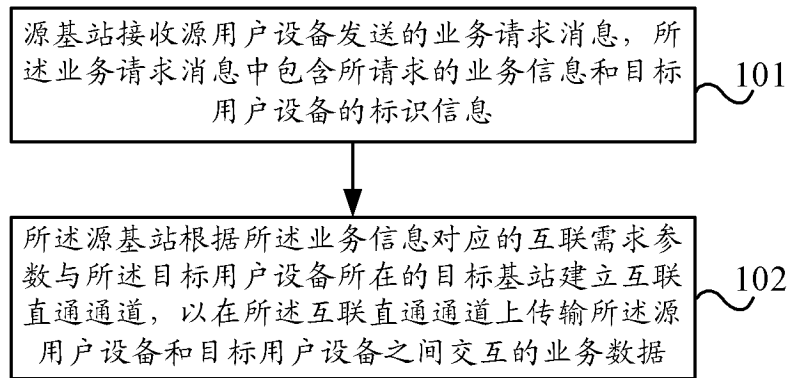 源基站接收源用户设备发送的业务请求消息，所
述业务请求消息中包含所请求的业务信息和目标
用户设备的标识信息
101
所述源基站根据所述业务信息对应的互联需求参
数与所述目标用户设备所在的目标基站建立互联
直通通道，以在所述互联直通通道上传输所述源
用户设备和目标用户设备之间交互的业务数据
102